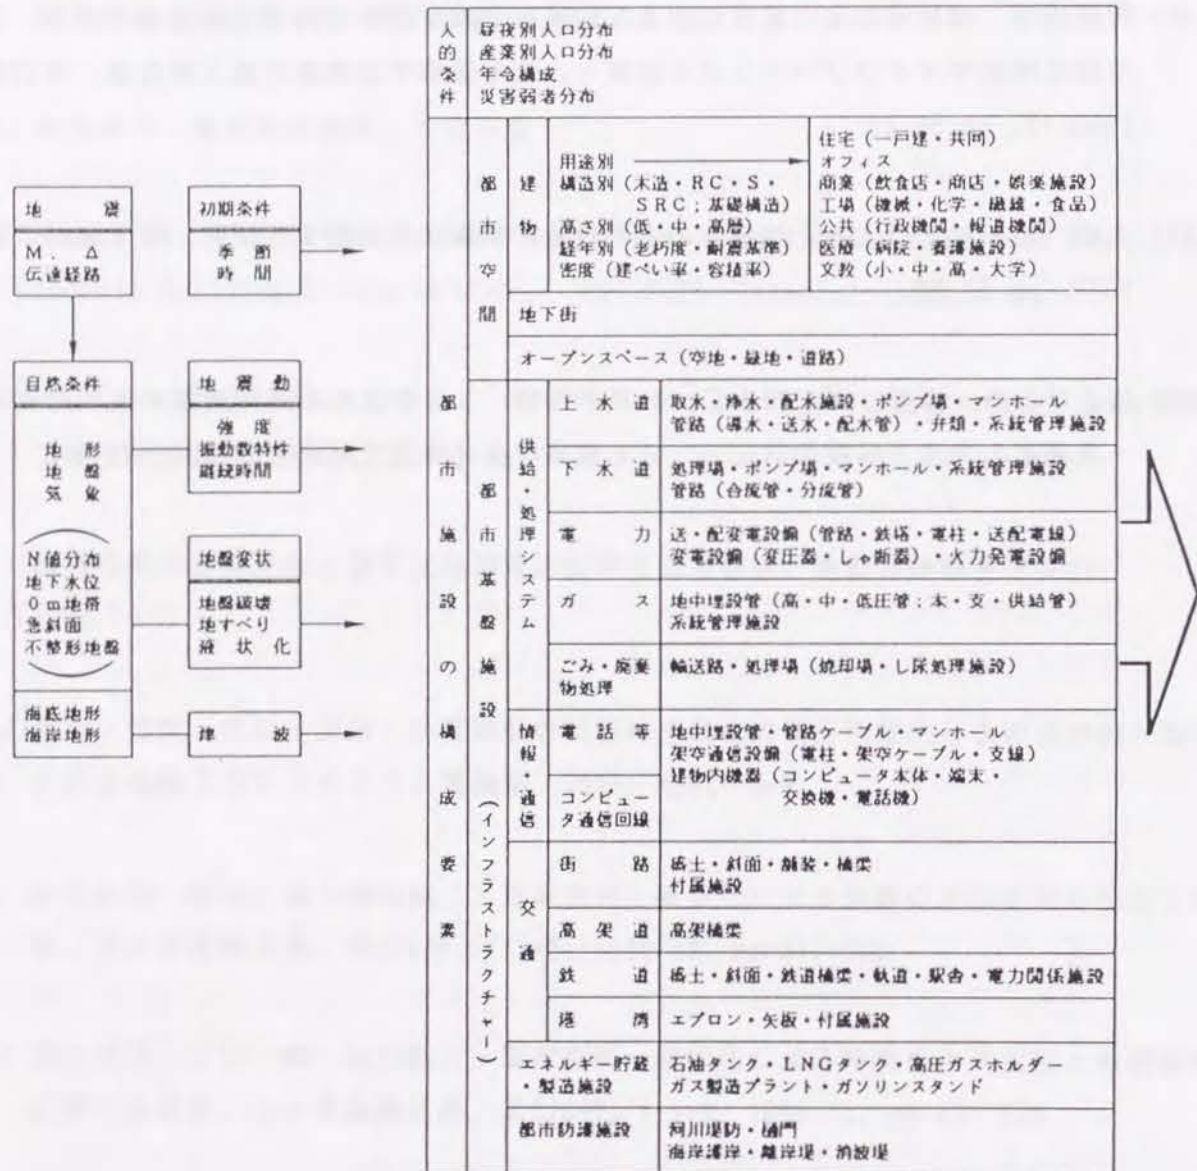 地震
M．Δ
伝達経路
初期条件
季節
時間
自然条件
地形
地盤
気象
N値分布
地下水位
0m地帯
急斜面
不整形地盤
海底地形
海岸地形
地震動
強度
振動数特性
継続時間
地盤変状
地盤破壊
地すべり
液状化
津波
人的条件
昼夜別人口分布
産業別人口分布
年令構成
災害弱者分布
都市施設の構成要素
都市空間
建物
用途別
構造別（木造・RC・S・
SRC；基礎構造）
高さ別（低・中・高層）
経年別（老朽度・耐震基準）
密度（建ぺい率・容積率）
住宅（一戸建・共同）
オフィス
商業（飲食店・商店・娯楽施設）
工場（機械・化学・繊維・食品）
公共（行政機関・報道機関）
医療（病院・看護施設）
文教（小・中・高・大学）
地下街
オープンスペース（空地・緑地・道路）
都市基盤施設（インフラストラクチャー）
供給・処理システム
上水道
取水・浄水・配水施設・ポンプ場・マンホール
管路（導水・送水・配水管）・弁類・系統管理施設
下水道
処理場・ポンプ場・マンホール・系統管理施設
管路（合流管・分流管）
電力
送・配変電設備（管路・鉄塔・電柱・送配電線）
変電設備（変圧器・しゃ断器）・火力発電設備
ガス
地中埋設管（高・中・低圧管；本・支・供給管）
系統管理施設
ごみ・廃棄
物処理
輸送路・処理場（焼却場・し尿処理施設）
情報・通信
電話等
コンピュー
タ通信回線
地中埋設管・管路ケーブル・マンホール
架空通信設備（電柱・架空ケーブル・支線）
建物内機器（コンピュータ本体・端末・
交換機・電話機）
交通
街路
盛土・斜面・舗装・橋梁
付属施設
高架道
高架橋梁
鉄道
盛土・斜面・鉄道橋梁・軌道・駅舎・電力関係施設
港湾
エプロン・矢板・付属施設
エネルギー貯蔵
・製造施設
石油タンク・LNGタンク・高圧ガスホルダー
ガス製造プラント・ガソリンスタンド
都市防護施設
河川堤防・樋門
海岸護岸・離岸堤・消波堤